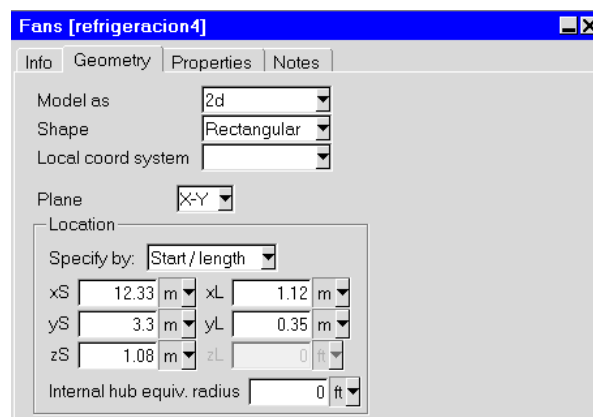 Fans [refrigeracion4]
Info Geometry Properties Notes
Model as 2d
Shape Rectangular
Local coord system
Plane X-Y
Location
Specify by: Start / length
xS 12.33 m xL 1.12 m
yS 3.3 m yL 0.35 m
zS 1.08 m zL 0 ft
Internal hub equiv. radius 0 ft